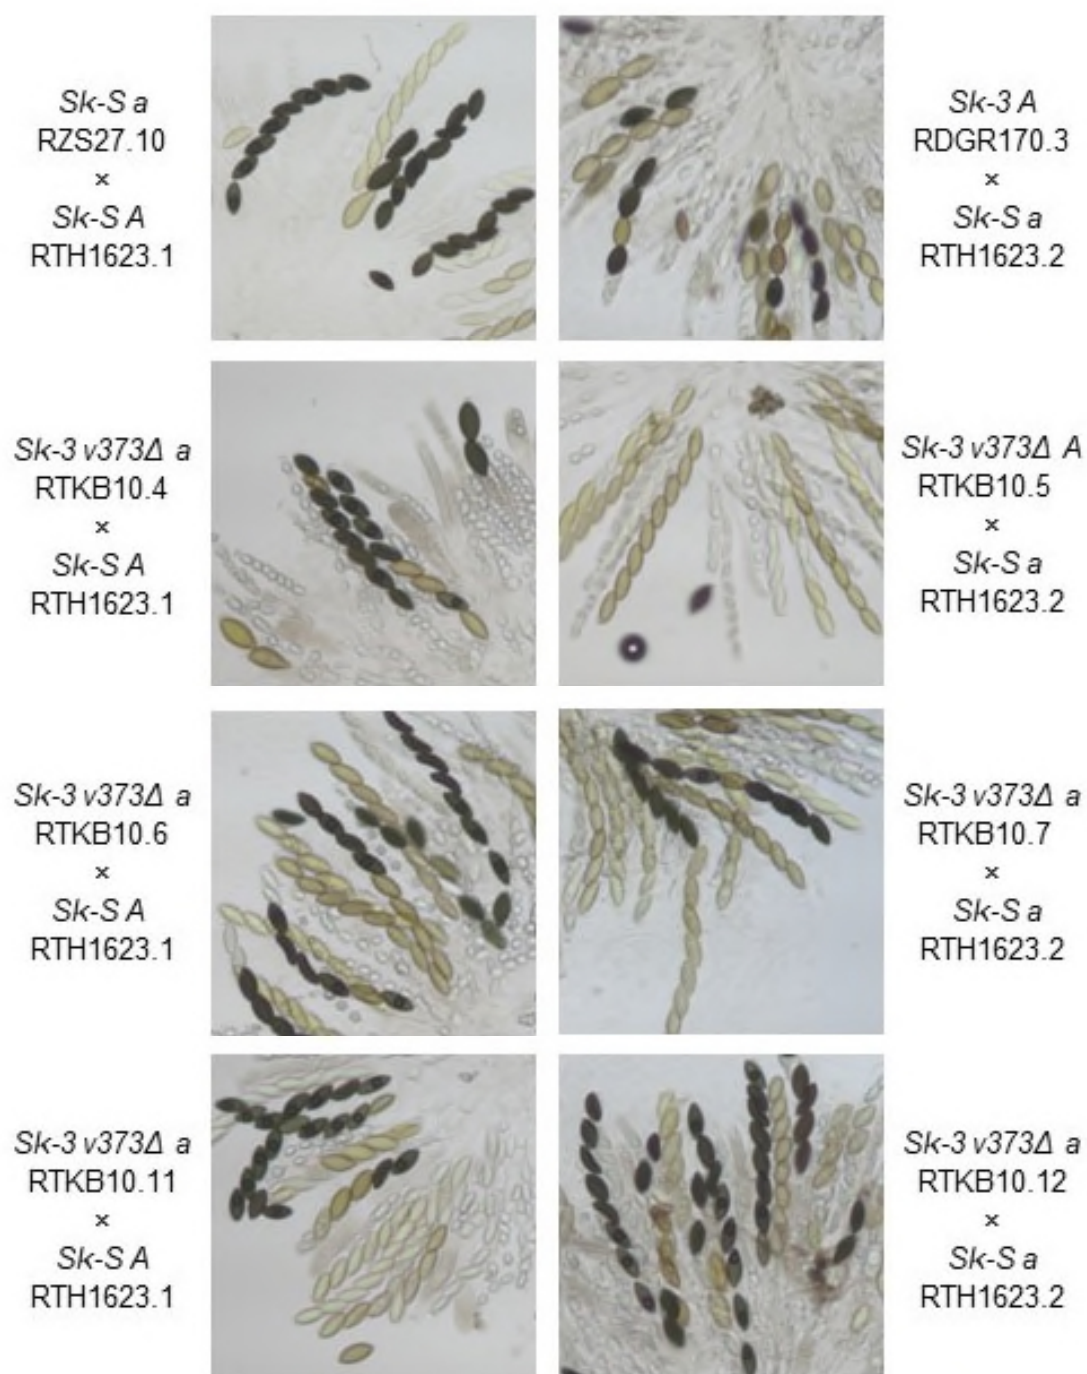 Sk-S a
RZS27.10
×
Sk-S A
RTH1623.1
Sk-3 A
RDGR170.3
×
Sk-S a
RTH1623.2
Sk-3 v373Δ a
RTKB10.4
×
Sk-S A
RTH1623.1
Sk-3 v373Δ A
RTKB10.5
×
Sk-S a
RTH1623.2
Sk-3 v373Δ a
RTKB10.6
×
Sk-S A
RTH1623.1
Sk-3 v373Δ a
RTKB10.7
×
Sk-S a
RTH1623.2
Sk-3 v373Δ a
RTKB10.11
×
Sk-S A
RTH1623.1
Sk-3 v373Δ a
RTKB10.12
×
Sk-S a
RTH1623.2